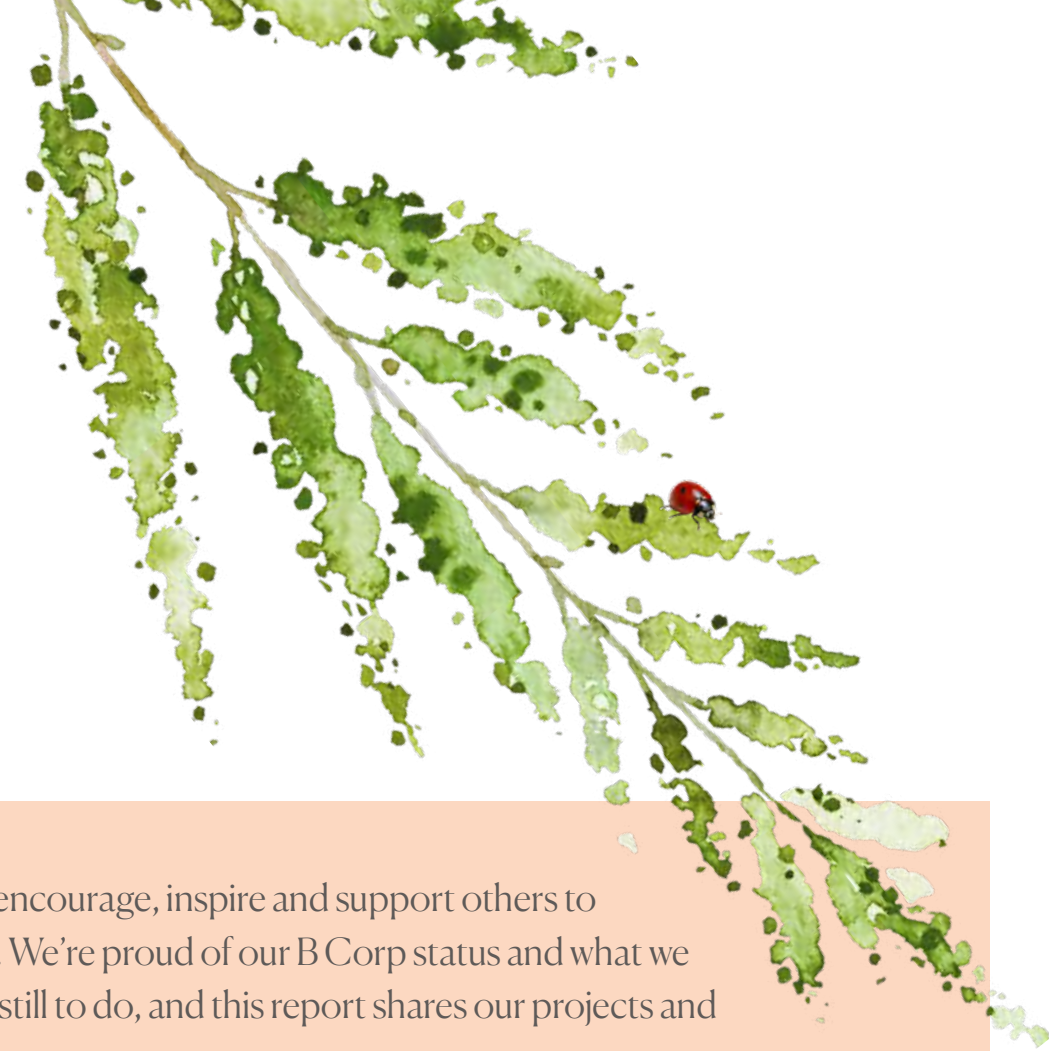 encourage, inspire and support others to
. We’re proud of our B Corp status and what we
still to do, and this report shares our projects and